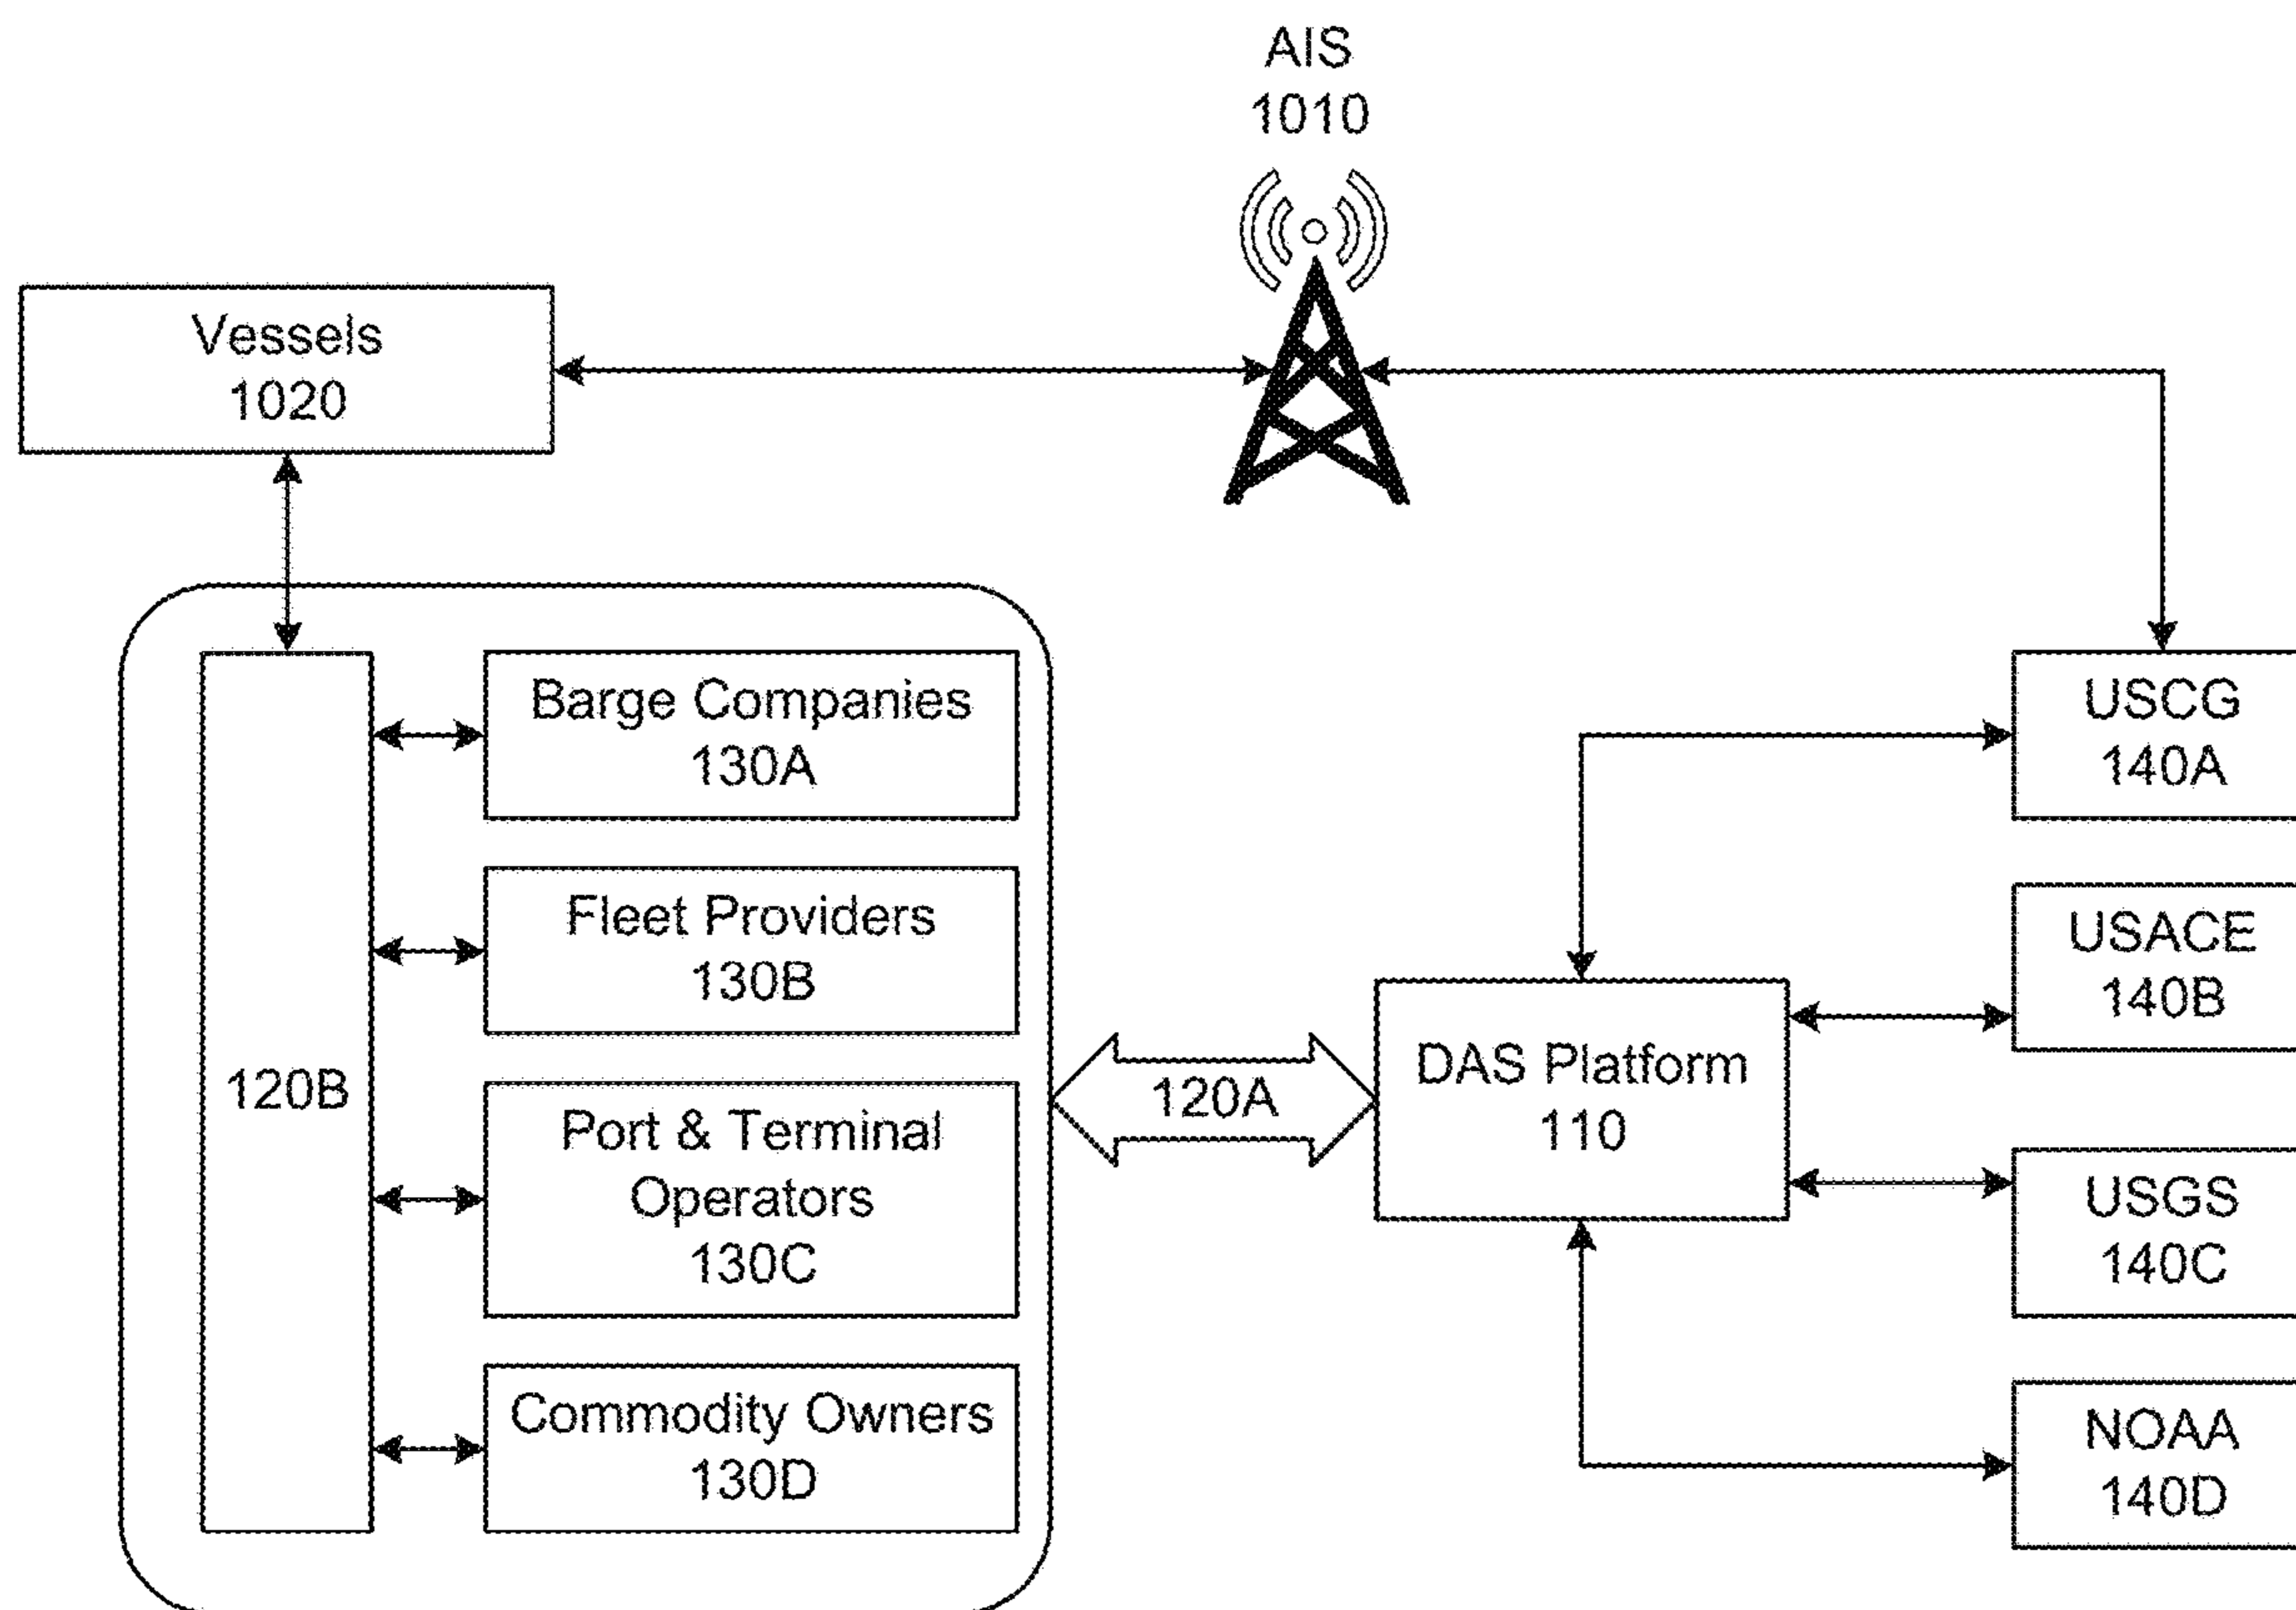 AIS
1010
Vessels
1020
120B
Barge Companies
130A
Fleet Providers
130B
Port & Terminal
Operators
130C
Commodity Owners
130D
120A
DAS Platform
110
USCG
140A
USACE
140B
USGS
140C
NOAA
140D